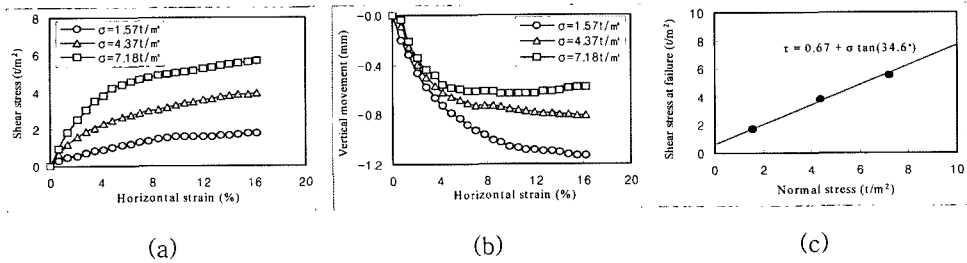 8
6
4
2
0
Shear stress (t/m²)
σ=1.57t/㎡
σ=4.37t/㎡
σ=7.18t/㎡
0 4 8 12 16 20
Horizontal strain (%)
(a)
-0.0
-0.4
-0.8
-1.2
Vertical movement (mm)
σ=1.57t/㎡
σ=4.37t/㎡
σ=7.18t/㎡
0 4 8 12 16 20
Horizontal strain (%)
(b)
10
8
6
4
2
0
Shear stress at failure (t/m²)
τ = 0.67 + σ tan(34.6°)
0 2 4 6 8 10
Normal stress (t/m²)
(c)